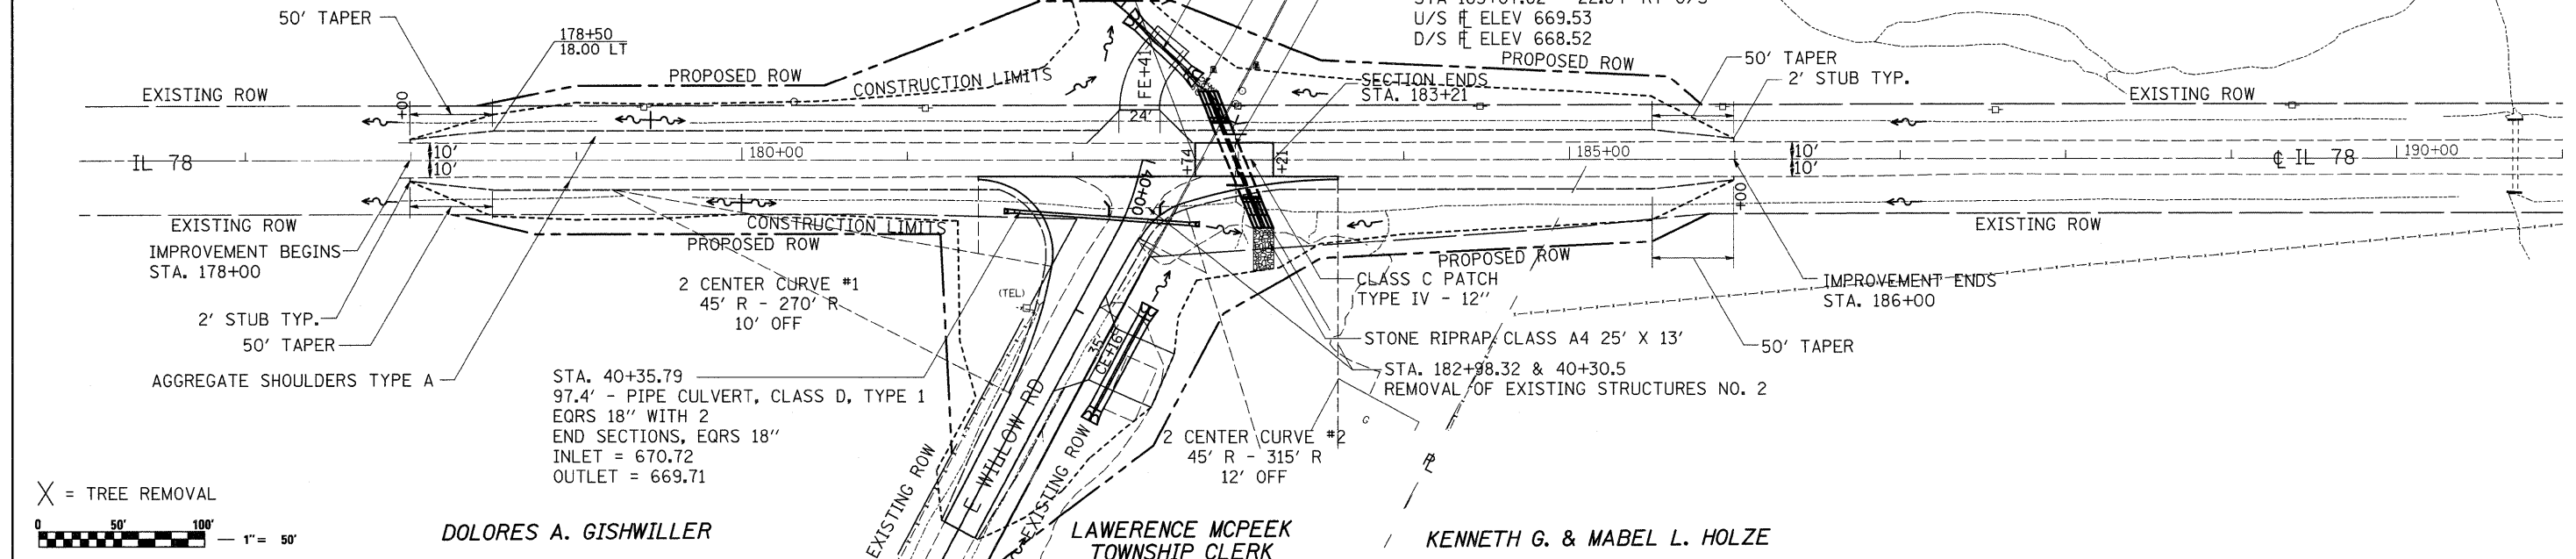 50' TAPER
178+50
18.00 LT
U/S ℄ ELEV 669.53
D/S ℄ ELEV 668.52
PROPOSED ROW
PROPOSED ROW
CONSTRUCTION LIMITS
FE+41
SECTION ENDS
STA. 183+21
50' TAPER
2' STUB TYP.
EXISTING ROW
EXISTING ROW
+00
24'
IL 78
10'
10'
180+00
40+00
+74
+21
185+00
10'
10'
℄ IL 78
190+00
+00
EXISTING ROW
CONSTRUCTION LIMITS
PROPOSED ROW
EXISTING ROW
IMPROVEMENT BEGINS
STA. 178+00
PROPOSED ROW
2 CENTER CURVE #1
45' R - 270' R
10' OFF
(TEL)
CLASS C PATCH
TYPE IV - 12"
IMPROVEMENT ENDS
STA. 186+00
2' STUB TYP.
50' TAPER
35'
CE+16
STONE RIPRAP, CLASS A4 25' X 13'
50' TAPER
AGGREGATE SHOULDERS TYPE A
STA. 40+35.79
97.4' - PIPE CULVERT, CLASS D, TYPE 1
EQRS 18" WITH 2
END SECTIONS, EQRS 18"
INLET = 670.72
OUTLET = 669.71
STA. 182+98.32 & 40+30.5
REMOVAL OF EXISTING STRUCTURES NO. 2
G
2 CENTER CURVE #2
45' R - 315' R
12' OFF
EXISTING ROW
E WILLOW RD
EXISTING ROW
X = TREE REMOVAL
0 50' 100'
1" = 50'
DOLORES A. GISHWILLER
LAWERENCE MCPEEK
TOWNSHIP CLERK
KENNETH G. & MABEL L. HOLZE